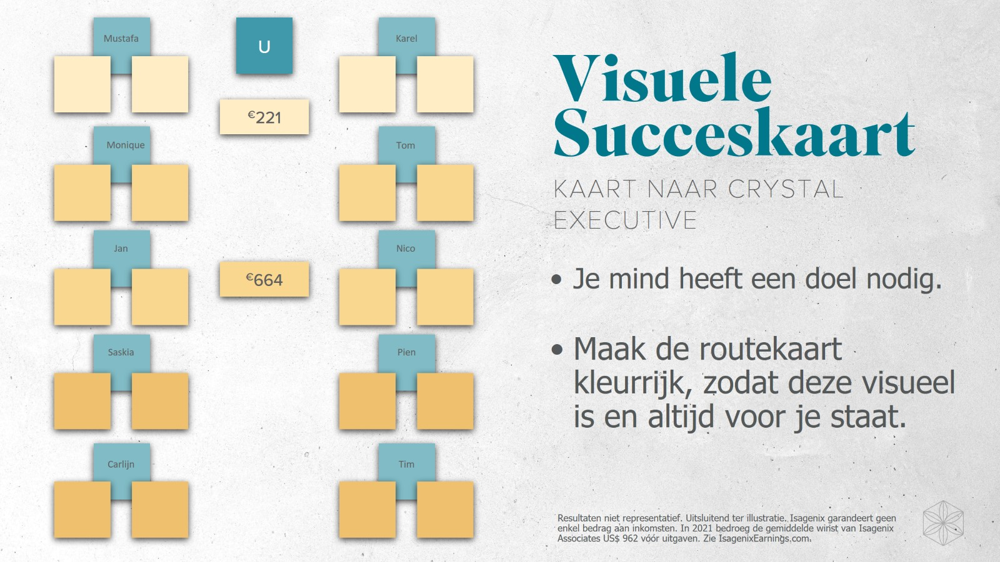 Mustafa
U
Karel
€221
Monique
Tom
Jan
Nico
€664
Saskia
Pien
Carlijn
Tim
Visuele
Succeskaart
KAART NAAR CRYSTAL
EXECUTIVE
• Je mind heeft een doel nodig.
• Maak de routekaart
kleurrijk, zodat deze visueel
is en altijd voor je staat.
Resultaten niet representatief. Uitsluitend ter illustratie. Isagenix garandeert geen
enkel bedrag aan inkomsten. In 2021 bedroeg de gemiddelde winst van Isagenix
Associates US$ 962 vóór uitgaven. Zie IsagenixEarnings.com.